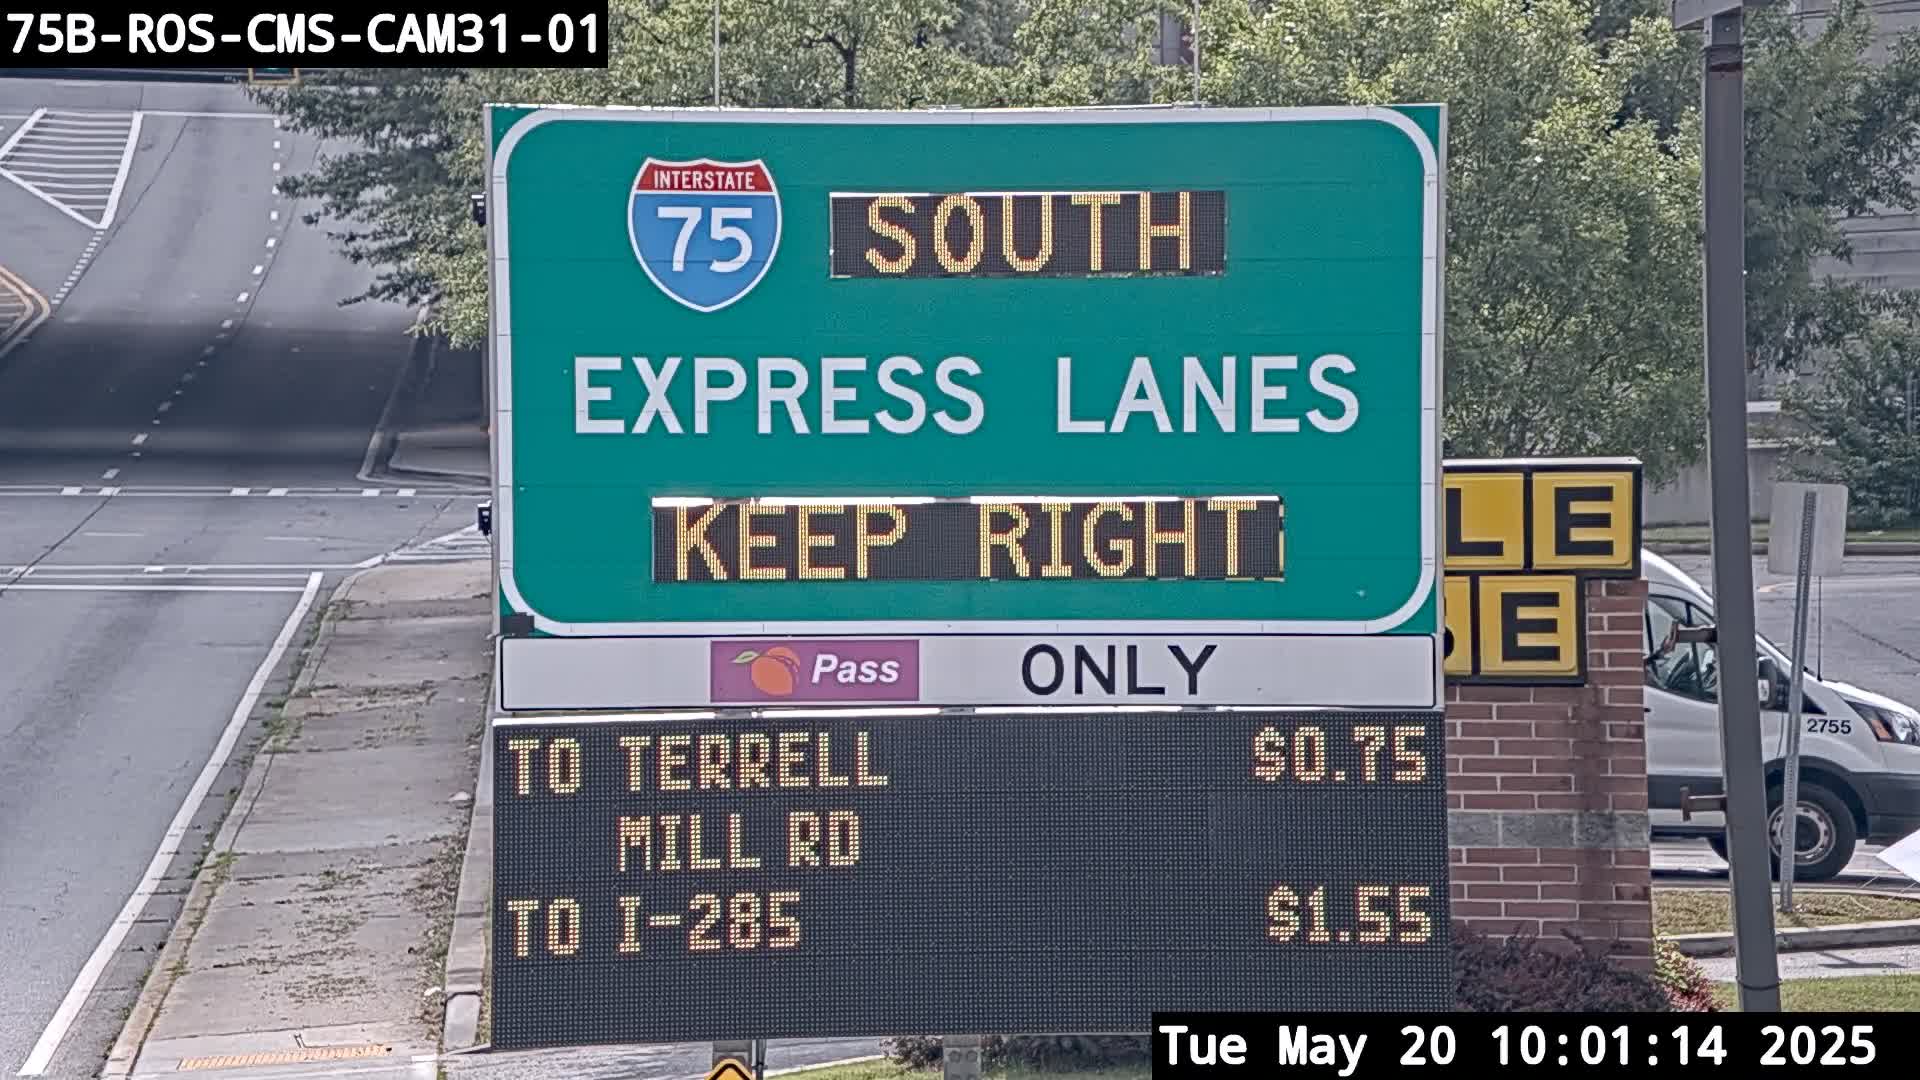 75B-ROS-CMS-CAM31-01
INTERSTATE
75
SOUTH
EXPRESS LANES
KEEP RIGHT
LE
E
Pass ONLY
TO TERRELL $0.75
MILL RD
TO I-285 $1.55
2755
Tue May 20 10:01:14 2025